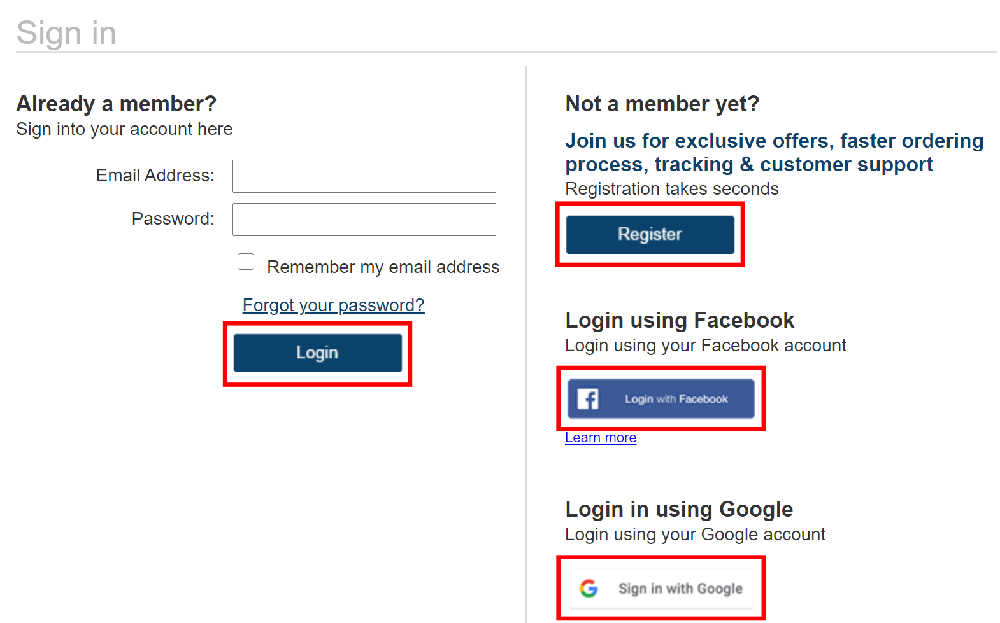 Sign in
Already a member?
Sign into your account here
Email Address:
Password:
Remember my email address
Forgot your password?
Login
Not a member yet?
Join us for exclusive offers, faster ordering
process, tracking & customer support
Registration takes seconds
Register
Login using Facebook
Login using your Facebook account
Login with Facebook
Learn more
Login in using Google
Login using your Google account
Sign in with Google